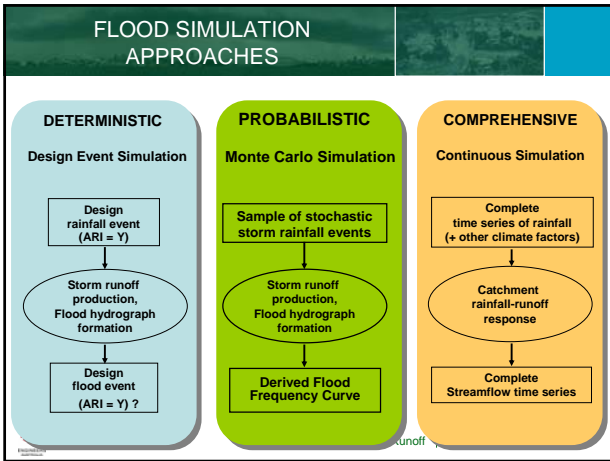 FLOOD SIMULATION
APPROACHES
DETERMINISTIC
Design Event Simulation
Design
rainfall event
(ARI = Y)
Storm runoff
production,
Flood hydrograph
formation
Design
flood event
(ARI = Y) ?
PROBABILISTIC
Monte Carlo Simulation
Sample of stochastic
storm rainfall events
Storm runoff
production,
Flood hydrograph
formation
Derived Flood
Frequency Curve
COMPREHENSIVE
Continuous Simulation
Complete
time series of rainfall
(+ other climate factors)
Catchment
rainfall-runoff
response
Complete
Streamflow time series
unoff